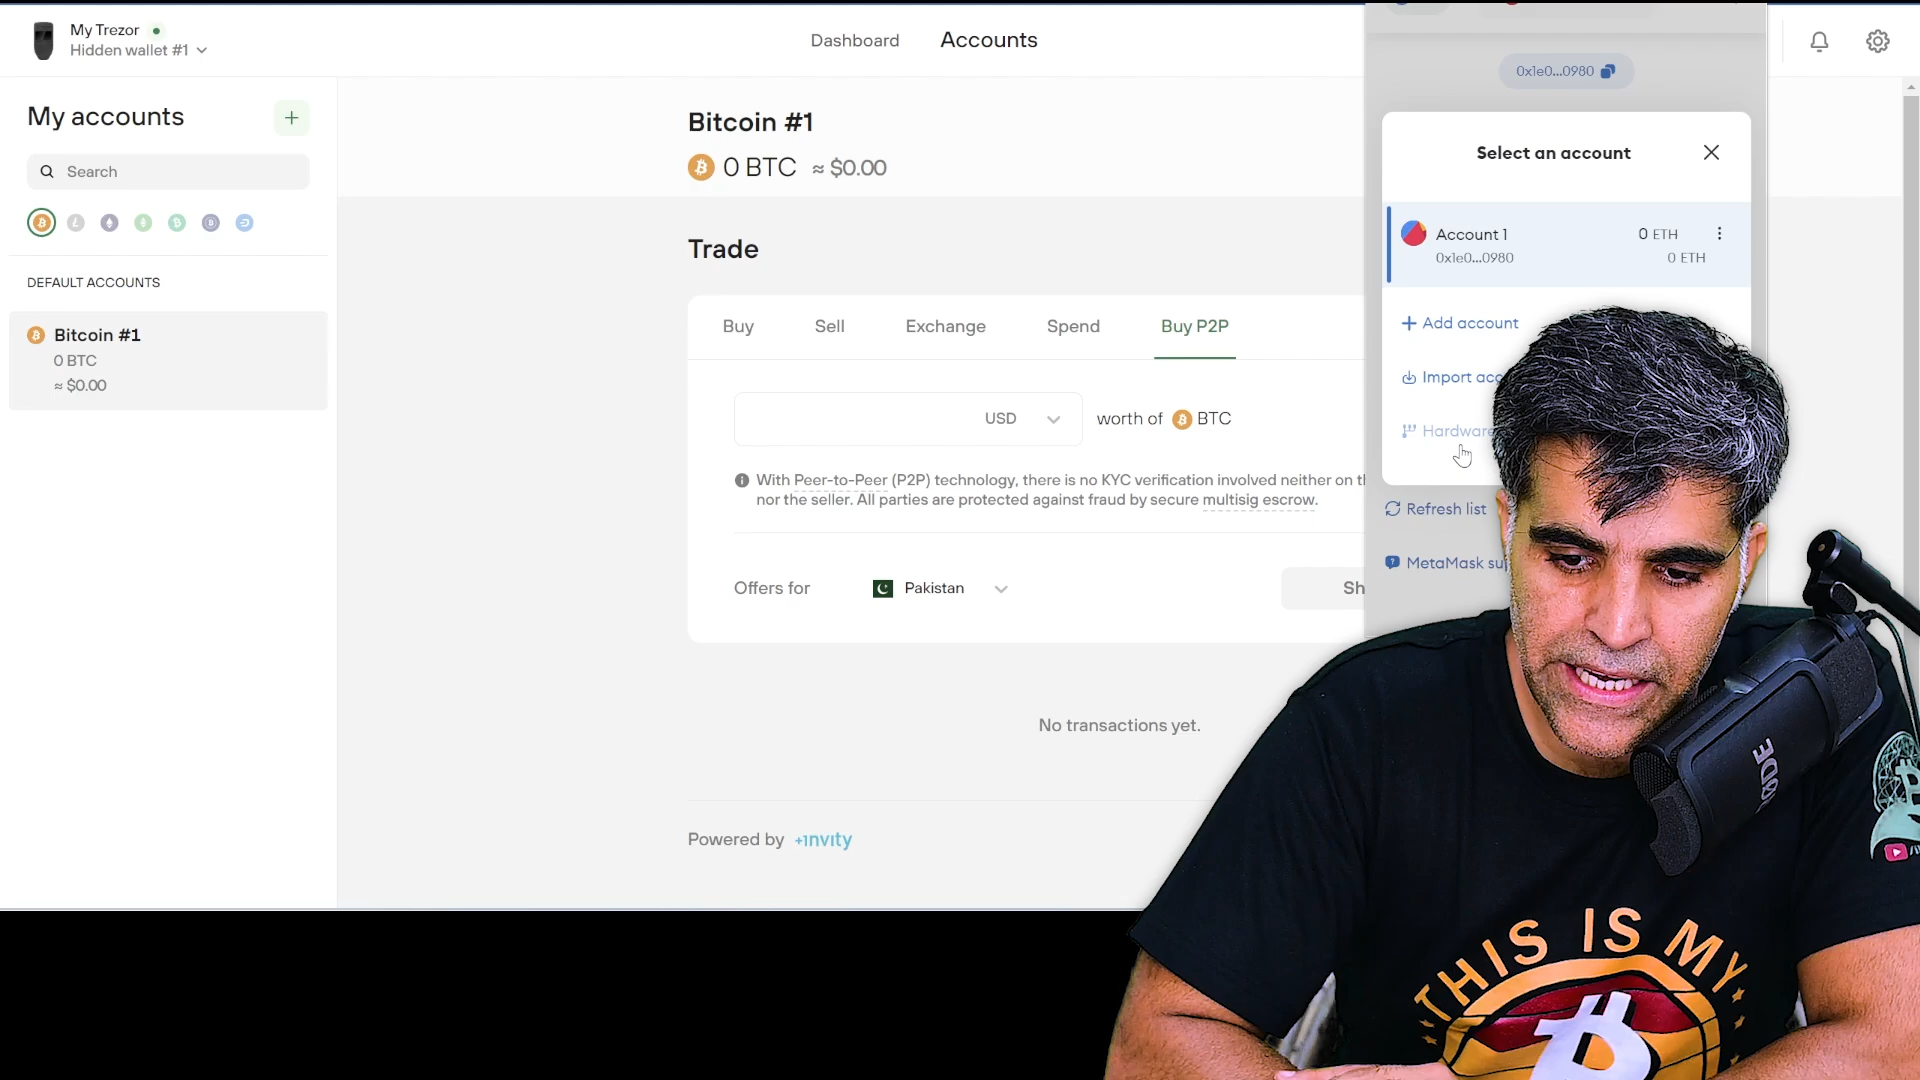 My Trezor
Hidden wallet #1
Dashboard
Accounts
0x1e0...0980
My accounts
Search
DEFAULT ACCOUNTS
Bitcoin #1
0 BTC
≈ $0.00
Bitcoin #1
0 BTC ≈ $0.00
Trade
Buy
Sell
Exchange
Spend
Buy P2P
USD
worth of BTC
With Peer-to-Peer (P2P) technology, there is no KYC verification involved neither on
nor the seller. All parties are protected against fraud by secure multisig escrow.
Offers for
Pakistan
No transactions yet.
Powered by invity
Select an account
Account 1
0 ETH
0x1e0...0980
0 ETH
Add account
Import
Hardware
Refresh list
MetaMask
RØDE
THIS IS MY